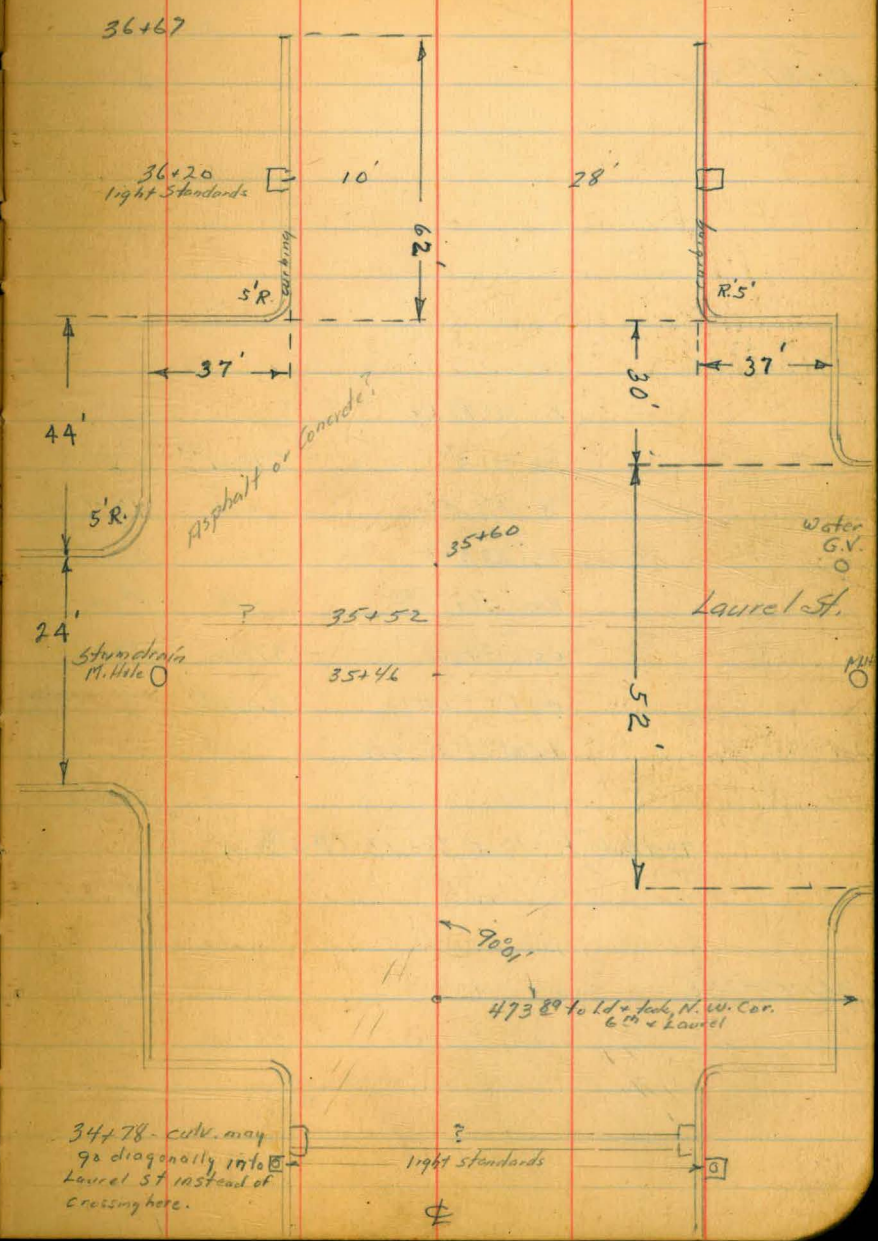 36+67
36+20
light Standards
10'
28'
62'
curbing
curbing
5'R.
R.5'
37'
30'
37'
44'
Asphalt or Concrete?
5'R.
35+60
Water
G.V.
Laurel St.
?
35+52
24'
Stormdrain
M.Hole
35+46
MH
52'
90°01'
473.89 to Ld & tack, N.W. Cor.
6th & Laurel
34+78 - culv. may
go diagonally into
Laurel St instead of
crossing here.
?
light standards
℄